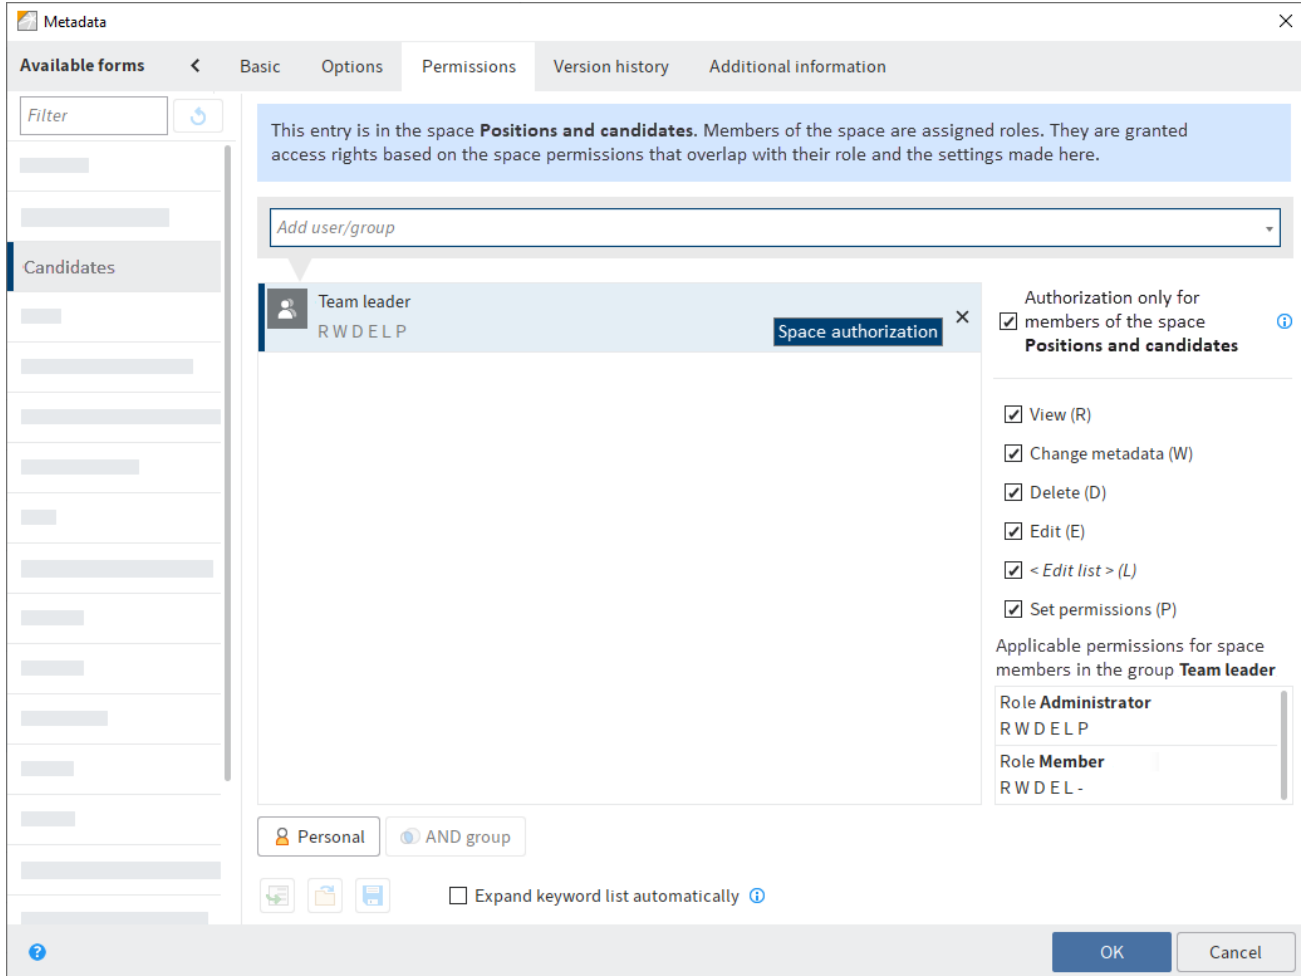 Metadata
Available forms
Basic
Options
Permissions
Version history
Additional information
Filter
Candidates
This entry is in the space Positions and candidates. Members of the space are assigned roles. They are granted
access rights based on the space permissions that overlap with their role and the settings made here.
Add user/group
Team leader
R W D E L P
Space authorization
Authorization only for
members of the space
Positions and candidates
View (R)
Change metadata (W)
Delete (D)
Edit (E)
< Edit list > (L)
Set permissions (P)
Applicable permissions for space
members in the group Team leader
Role Administrator
R W D E L P
Role Member
R W D E L -
Personal
AND group
Expand keyword list automatically
OK
Cancel